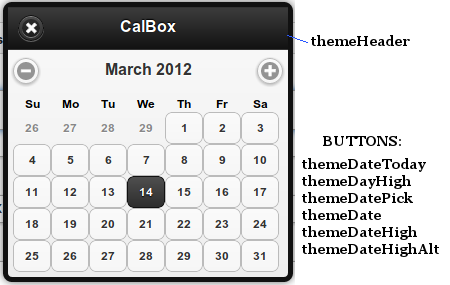 CalBox
themeHeader
March 2012
Su Mo Tu We Th Fr Sa
26 27 28 29 1 2 3
4 5 6 7 8 9 10
11 12 13 14 15 16 17
18 19 20 21 22 23 24
25 26 27 28 29 30 31
BUTTONS:
themeDateToday
themeDayHigh
themeDatePick
themeDate
themeDateHigh
themeDateHighAlt